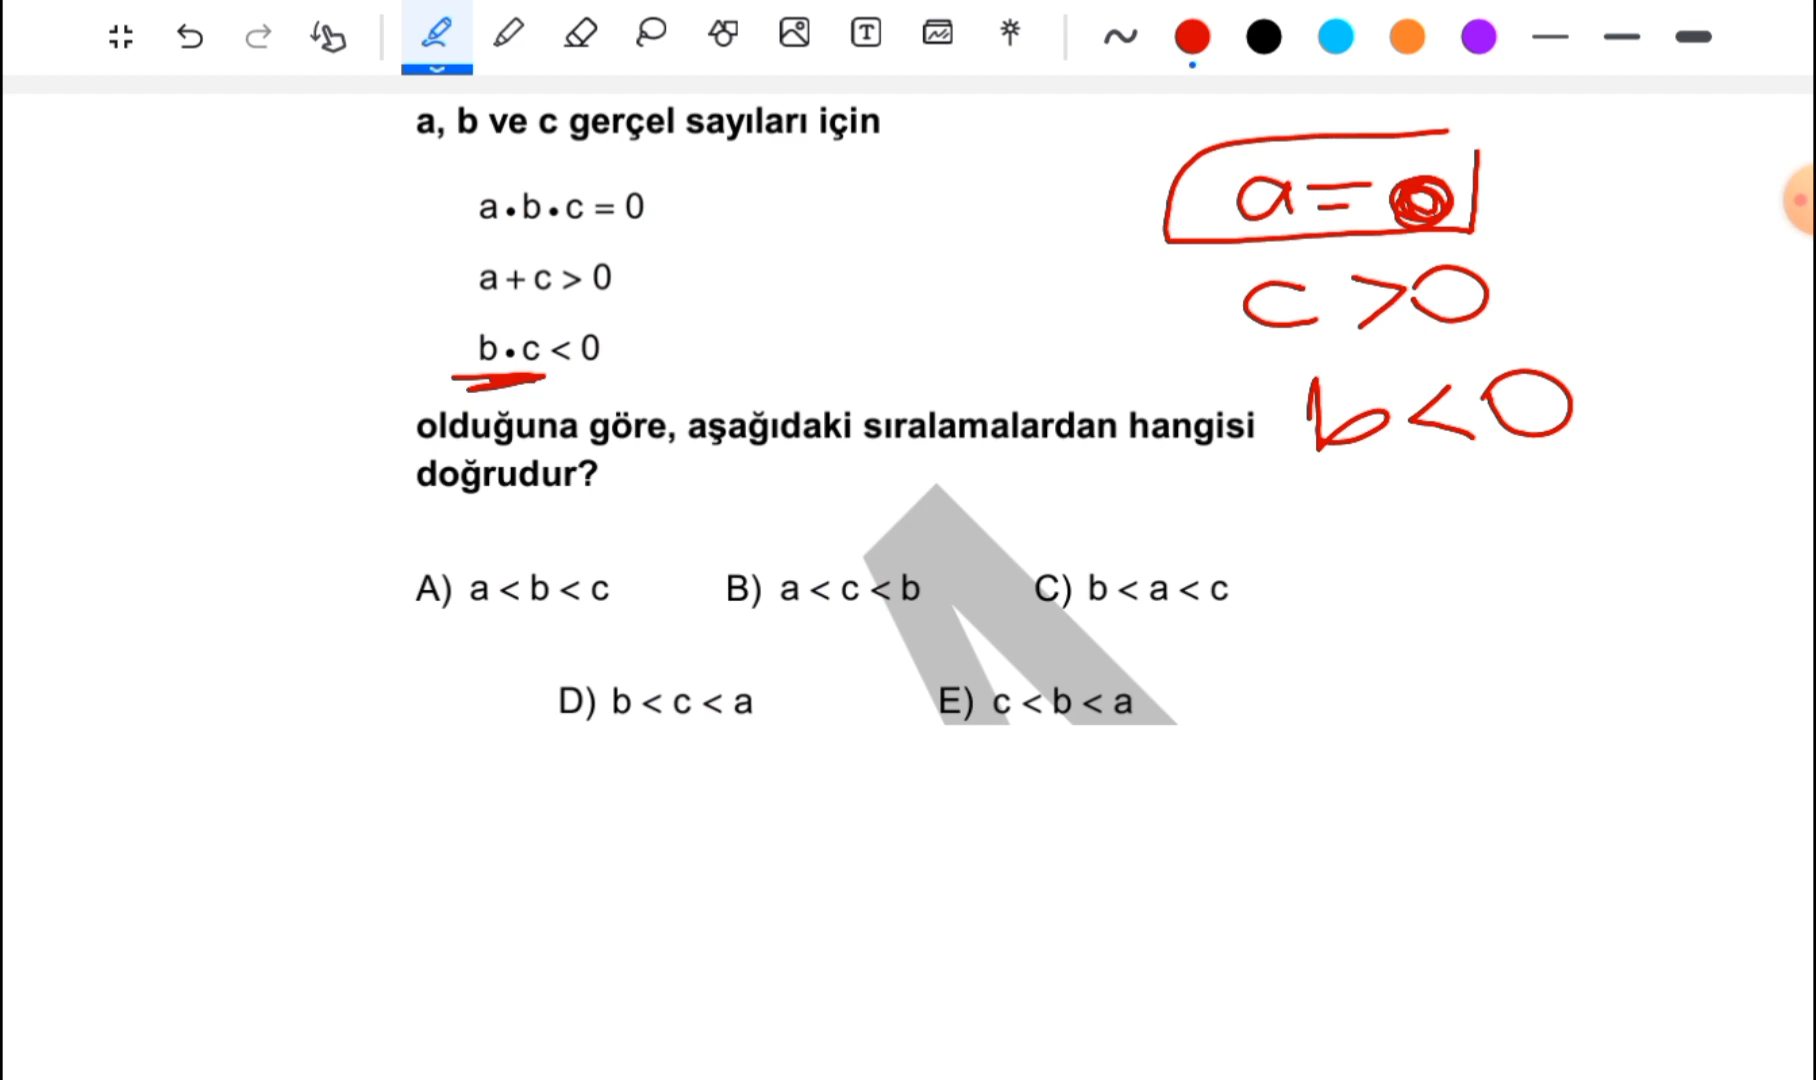 a, b ve c gerçel sayıları için
a•b•c = 0
a + c > 0
b•c < 0
olduğuna göre, aşağıdaki sıralamalardan hangisi
doğrudur?
A) a < b < c B) a < c < b C) b < a < c
D) b < c < a E) c < b < a
a = 0
c > 0
b < 0